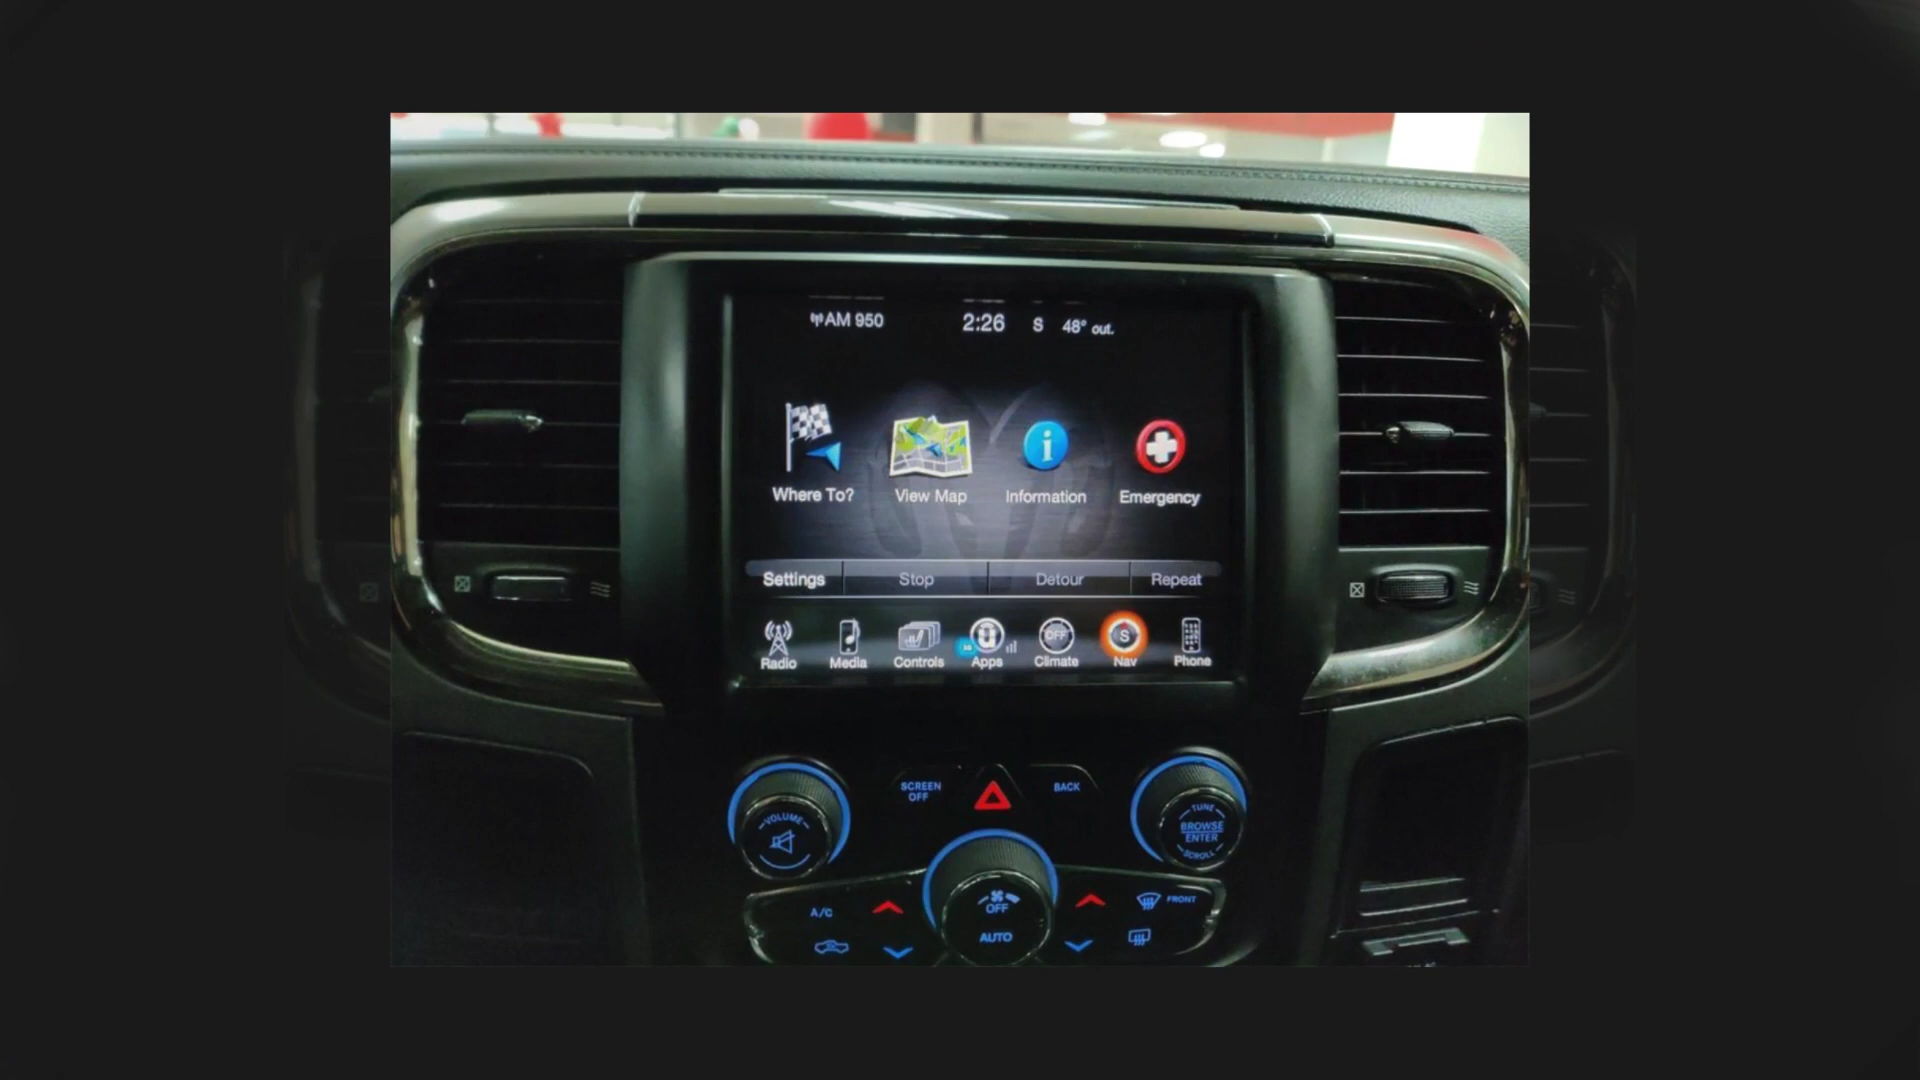 AM 950 2:26 S 48° out.
Where To? View Map Information Emergency
Settings Stop Detour Repeat
OFF S
Radio Media Controls Apps Climate Nav Phone
SCREEN
OFF
BACK
VOLUME
TUNE
BROWSE
ENTER
SCROLL
A/C
OFF
AUTO
FRONT